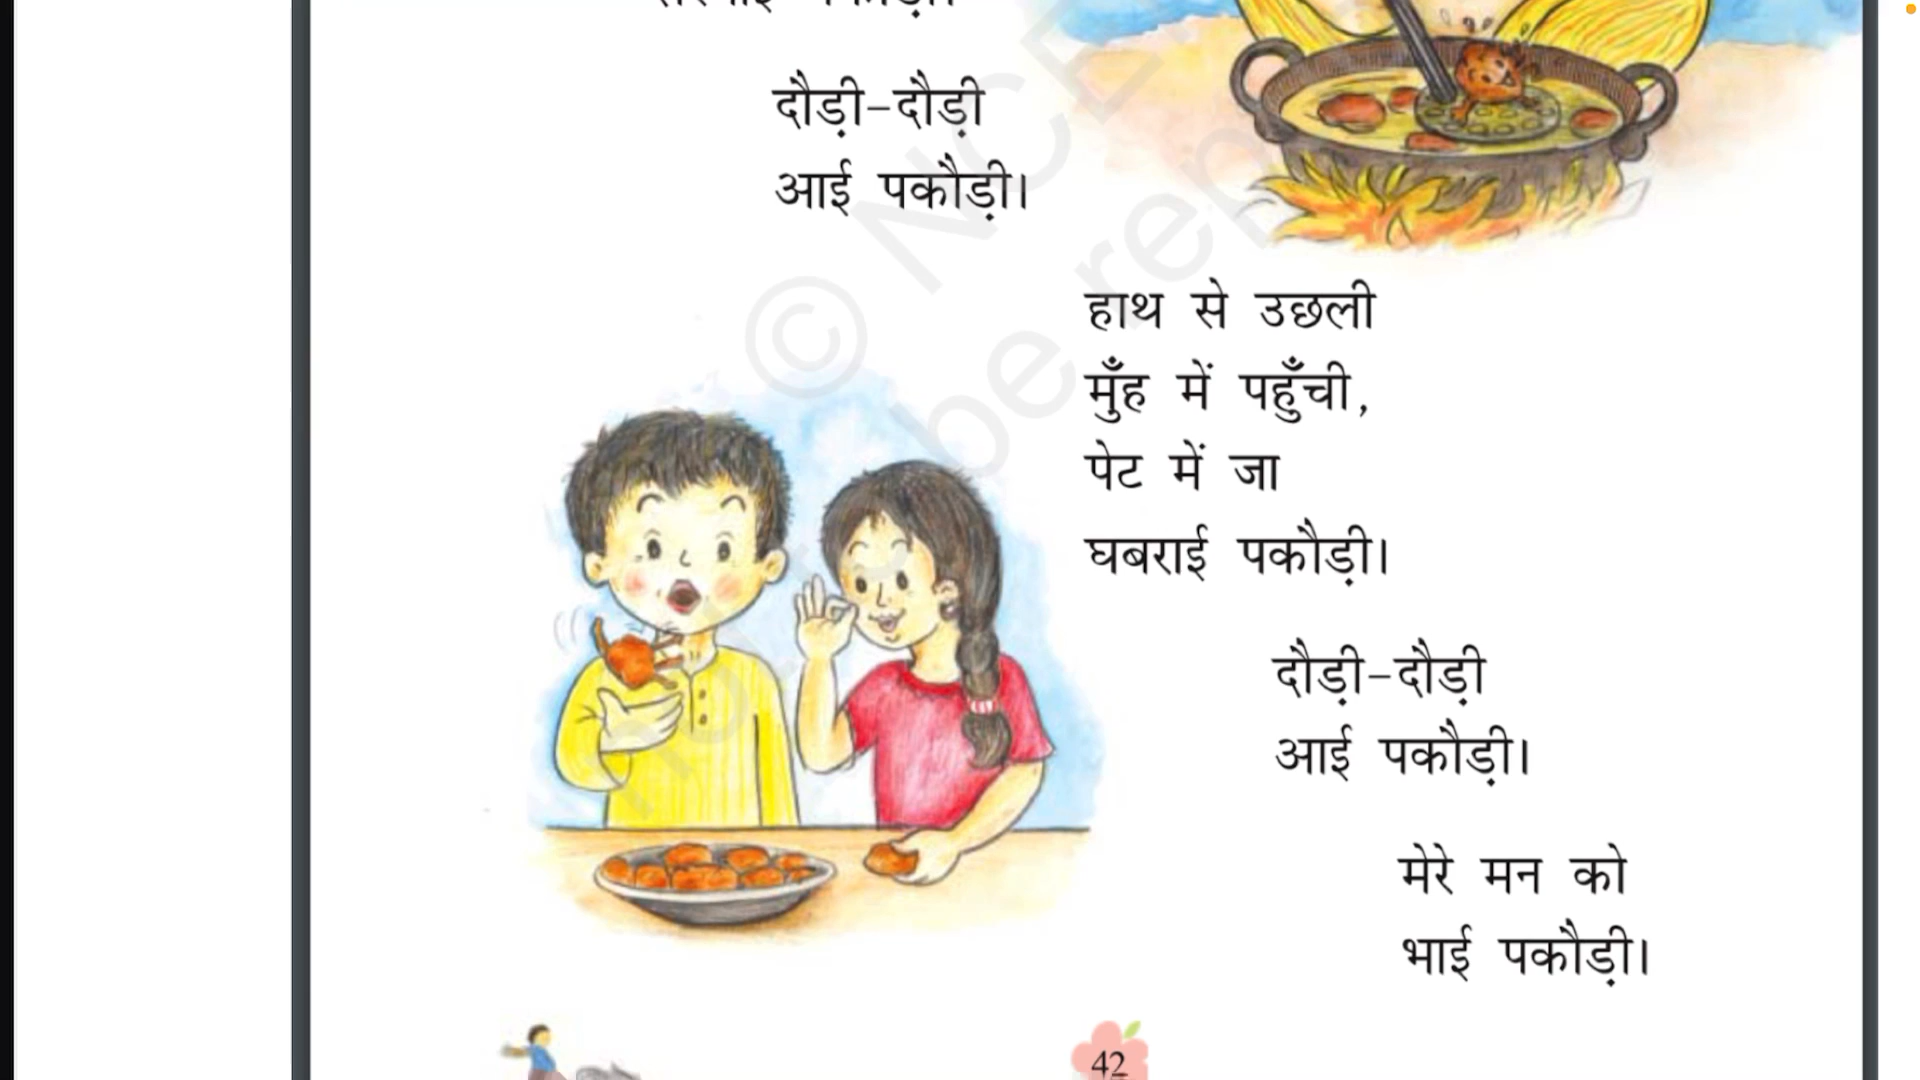 दौड़ी-दौड़ी
आई पकौड़ी।
हाथ से उछली
मुँह में पहुँची,
पेट में जा
घबराई पकौड़ी।
दौड़ी-दौड़ी
आई पकौड़ी।
मेरे मन को
भाई पकौड़ी।
42